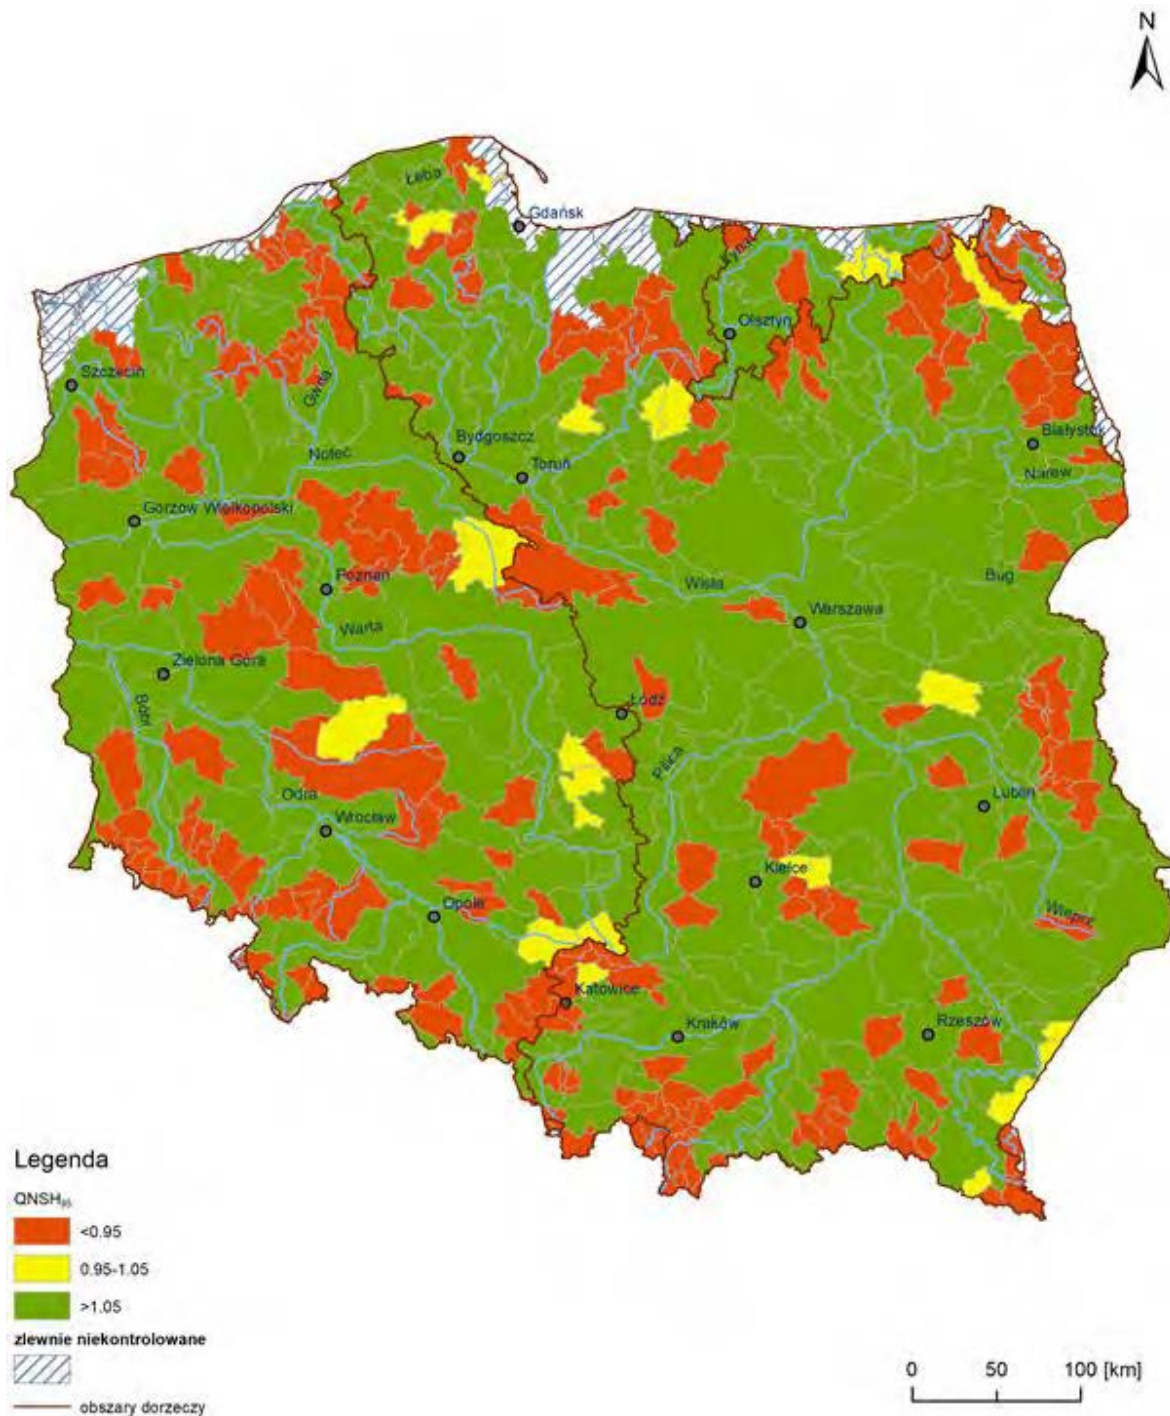 N
Łeba
Gdańsk
Łyna
Olsztyn
Szczecin
Gwda
Bydgoszcz
Białystok
Noteć
Toruń
Narew
Gorzów Wielkopolski
Bug
Poznań
Wisła
Warszawa
Warta
Zielona Góra
Łódź
Bóbr
Pilica
Odra
Lublin
Wrocław
Kielce
Opole
Wieprz
Katowice
Kraków
Rzeszów
Legenda
QNSH
<0.95
0.95-1.05
>1.05
zlewnie niekontrolowane
obszary dorzeczy
0 50 100 [km]